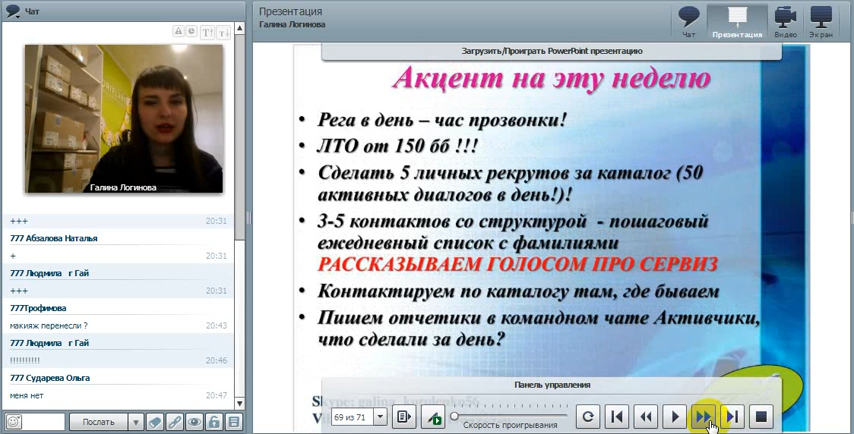 Чат
Галина Логинова
+++ 20:31
777 Абзалова Наталья
+ 20:31
777 Людмила г Гай
+++ 20:31
777Трофимова
макияж перенесли ? 20:43
777 Людмила г Гай
!!!!!!!!!! 20:46
777 Сударева Ольга
меня нет 20:47
Послать
Презентация
Галина Логинова
Чат
Презентация
Видео
Экран
Загрузить/Проиграть PowerPoint презентацию
Акцент на эту неделю
• Рега в день – час прозвонки!
• ЛТО от 150 бб !!!
• Сделать 5 личных рекрутов за каталог (50
активных диалогов в день!)!
• 3-5 контактов со структурой - пошаговый
ежедневный список с фамилиями
РАССКАЗЫВАЕМ ГОЛОСОМ ПРО СЕРВИЗ
• Контактируем по каталогу там, где бываем
• Пишем отчетики в командном чате Активчики,
что сделали за день?
Панель управления
69 из 71
Скорость проигрывания